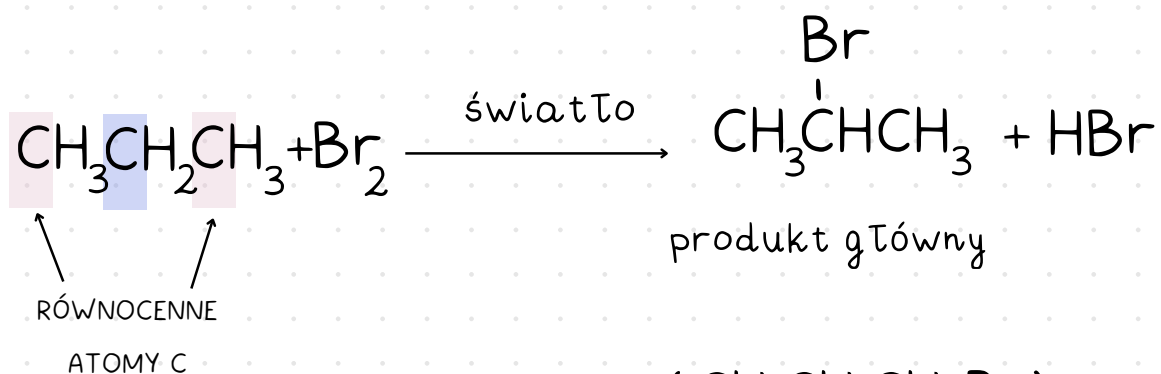 Br
światło
CH3CH2CH3+Br2 CH3CHCH3 + HBr
produkt główny
RÓWNOCENNE
ATOMY C